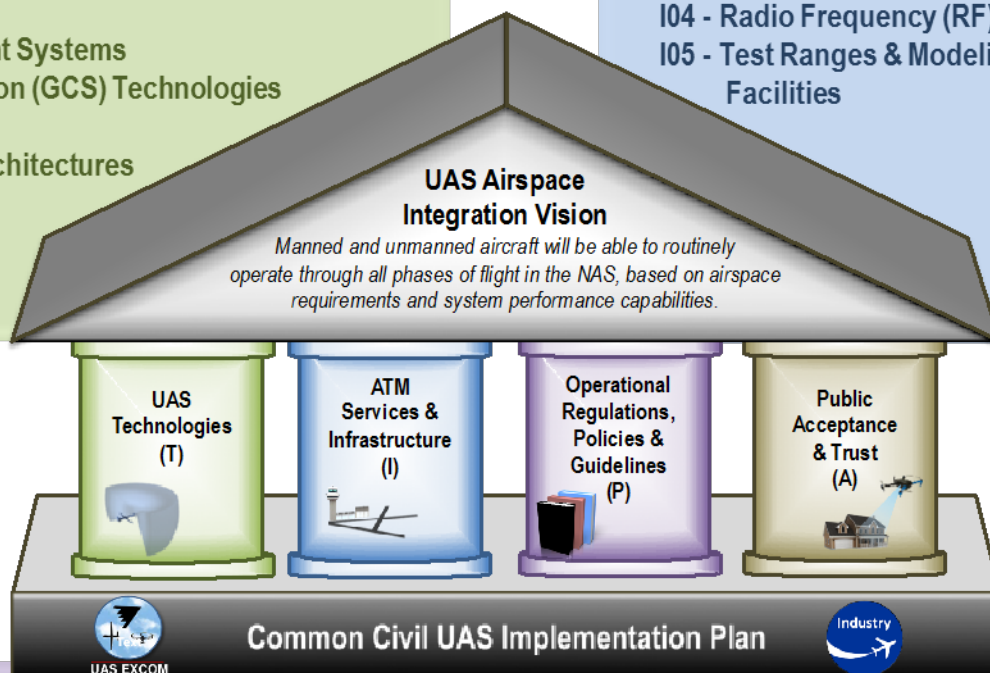 nt Systems
on (GCS) Technologies
chitectures
I04 - Radio Frequency (RF)
I05 - Test Ranges & Modeli
Facilities
UAS Airspace
Integration Vision
Manned and unmanned aircraft will be able to routinely
operate through all phases of flight in the NAS, based on airspace
requirements and system performance capabilities.
UAS
Technologies
(T)
ATM
Services &
Infrastructure
(I)
Operational
Regulations,
Policies &
Guidelines
(P)
Public
Acceptance
& Trust
(A)
Text
UAS EXCOM
Common Civil UAS Implementation Plan
Industry